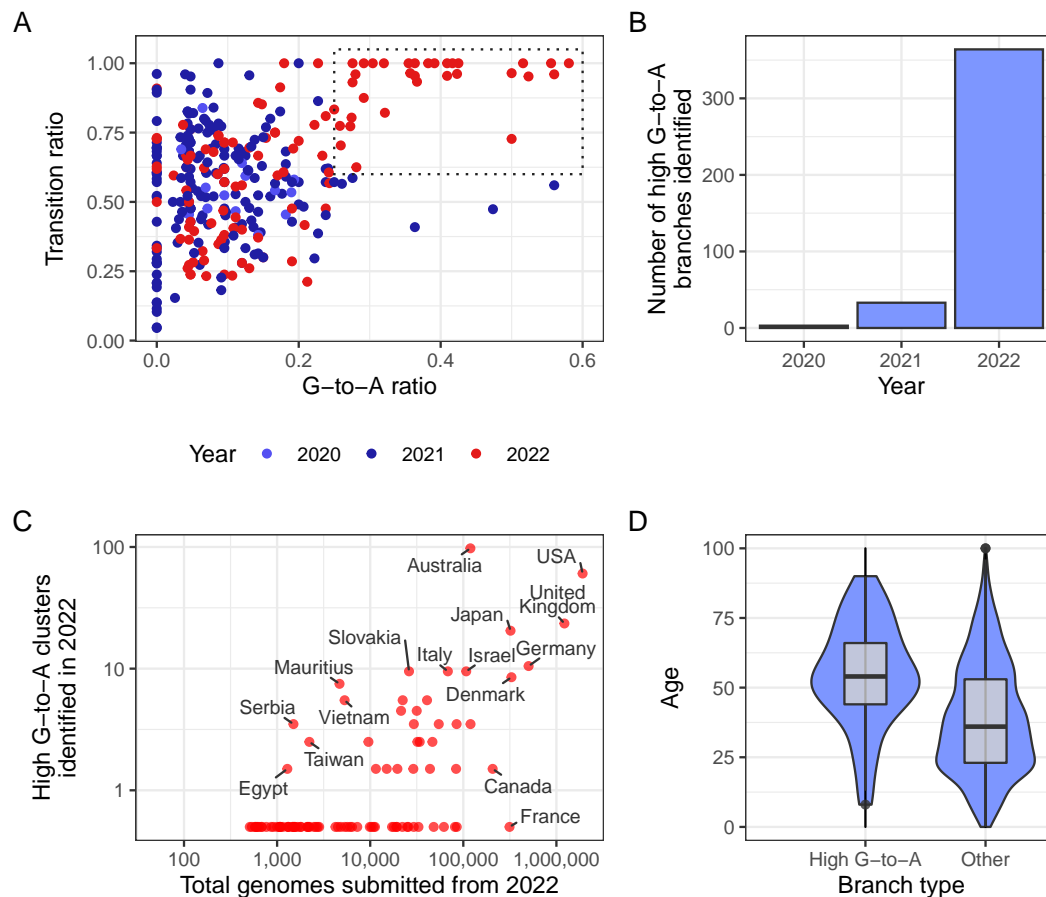 A
Transition ratio
1.00
0.75
0.50
0.25
0.00
0.0
0.2
0.4
0.6
G−to−A ratio
B
Number of high G−to−A
branches identified
300
200
100
0
2020
2021
2022
Year
Year
2020
2021
2022
C
High G−to−A clusters
identified in 2022
100
10
1
Australia
USA
United
Kingdom
Japan
Slovakia
Italy
Israel
Germany
Mauritius
Denmark
Serbia
Vietnam
Taiwan
Egypt
Canada
France
100
1,000
10,000
100,000
1,000,000
Total genomes submitted from 2022
D
Age
100
75
50
25
0
High G−to−A
Other
Branch type